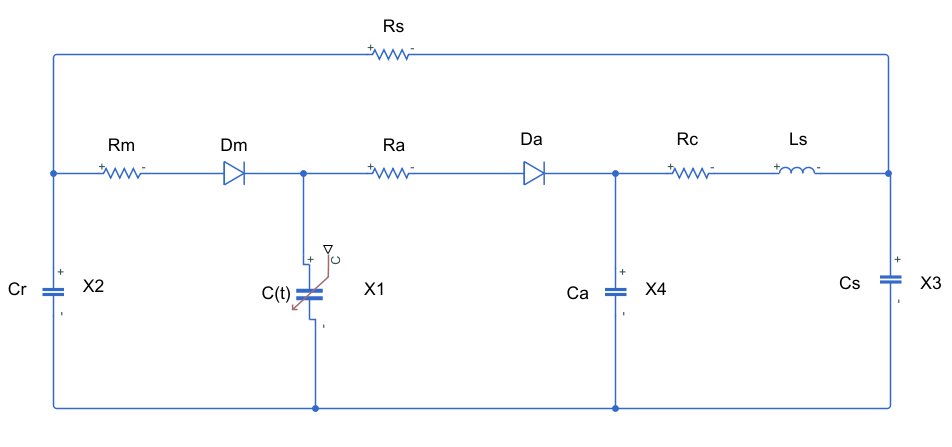 Rs
+ -
Rm Dm Ra Da Rc Ls
+ - + - + - + -
+ C
+ + +
Cr X2 C(t) X1 Ca X4 Cs X3
- - - -